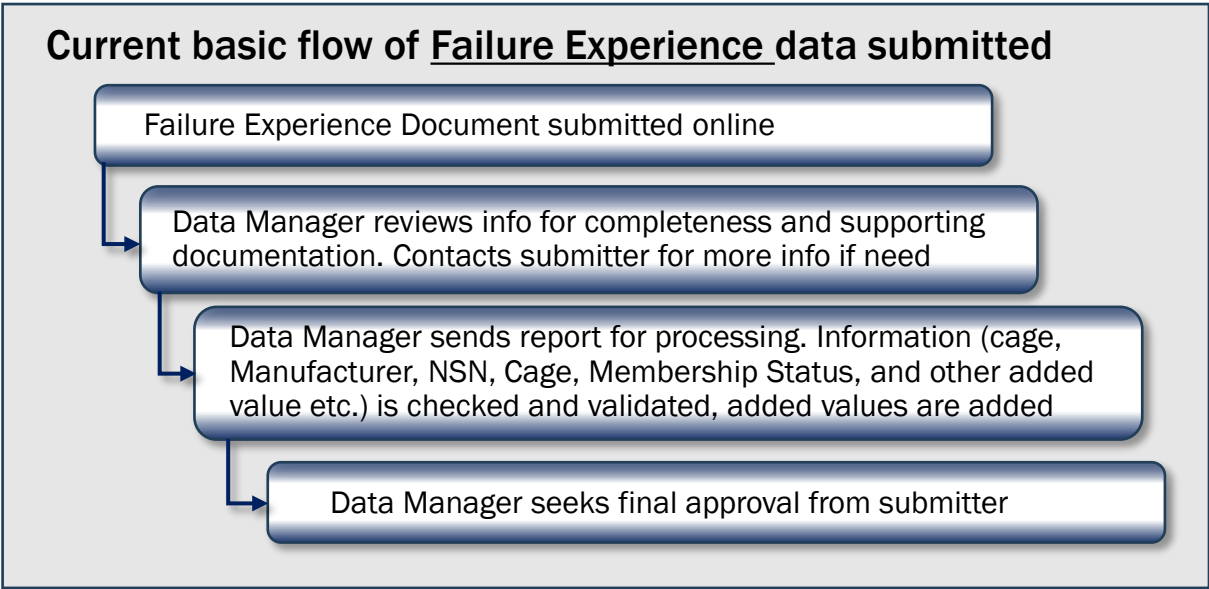 Current basic flow of Failure Experience data submitted
Failure Experience Document submitted online
Data Manager reviews info for completeness and supporting
documentation. Contacts submitter for more info if need
Data Manager sends report for processing. Information (cage,
Manufacturer, NSN, Cage, Membership Status, and other added
value etc.) is checked and validated, added values are added
Data Manager seeks final approval from submitter